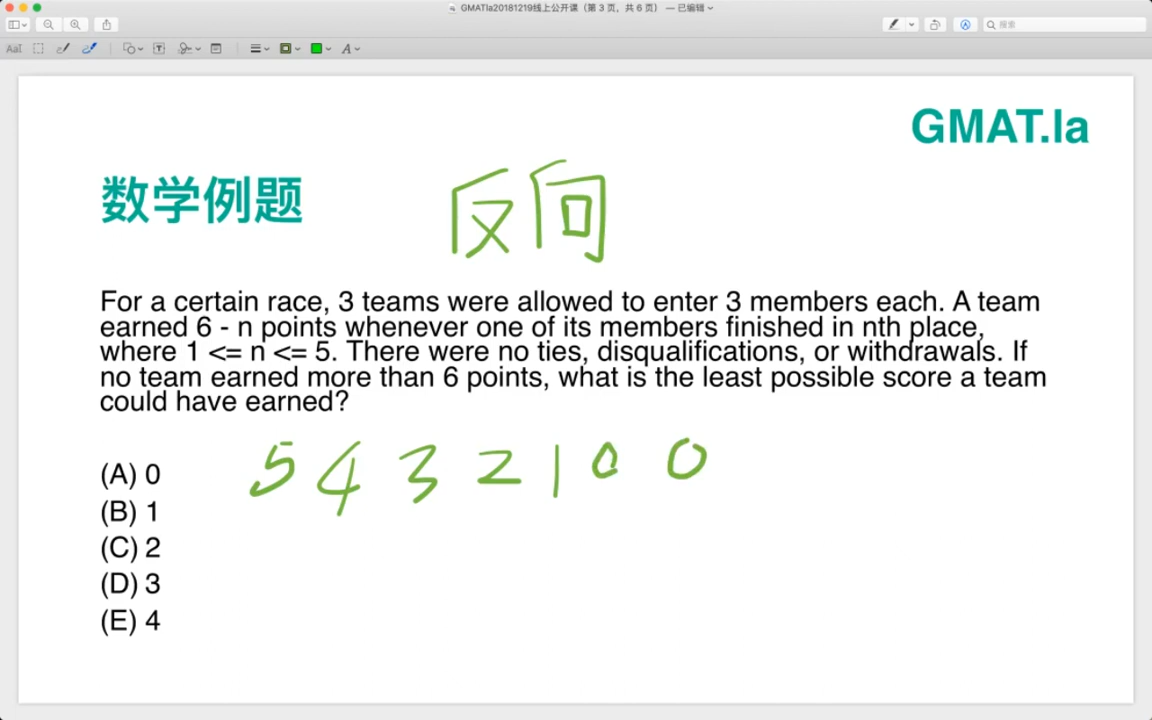 GMATla20181219线上公开课（第 3 页，共 6 页） — 已编辑
搜索
AaI
T
A
GMAT.la
数学例题
反向
For a certain race, 3 teams were allowed to enter 3 members each. A team
earned 6 - n points whenever one of its members finished in nth place,
where 1 <= n <= 5. There were no ties, disqualifications, or withdrawals. If
no team earned more than 6 points, what is the least possible score a team
could have earned?
5 4 3 2 1 0 0
(A) 0
(B) 1
(C) 2
(D) 3
(E) 4